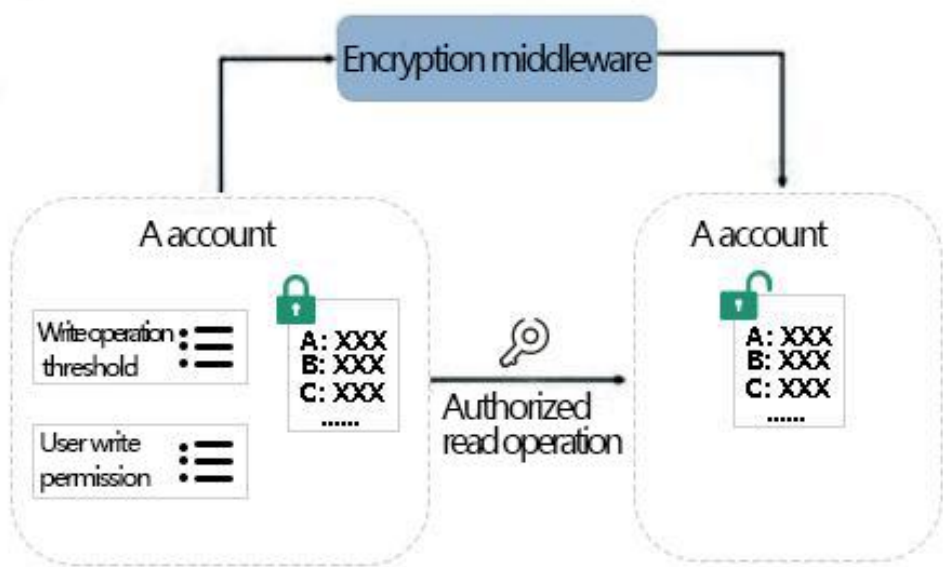 Encryption middleware
A account
Write operation
threshold
User write
permission
A: XXX
B: XXX
C: XXX
......
Authorized
read operation
A account
A: XXX
B: XXX
C: XXX
......